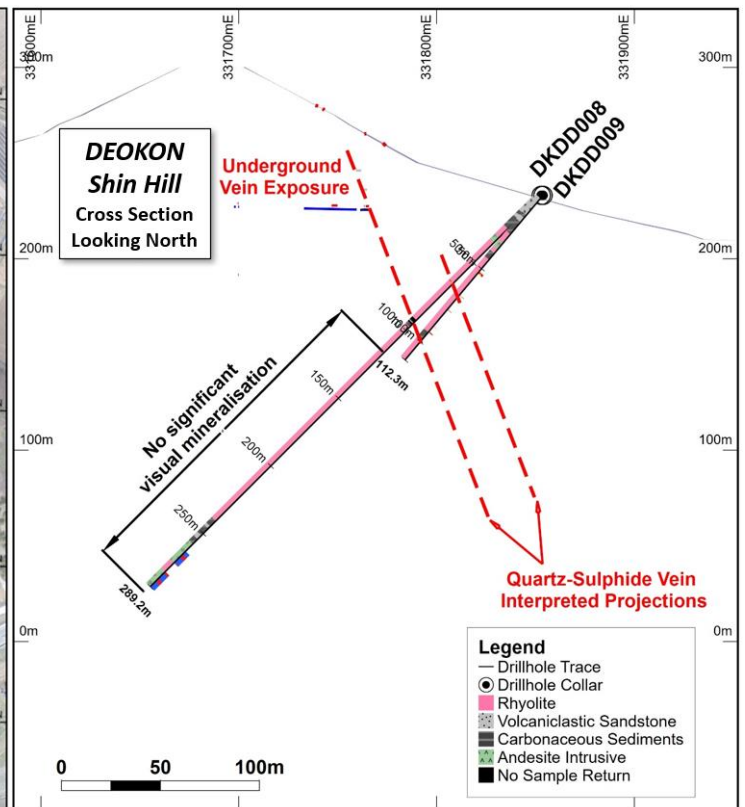 331600mE
331700mE
331800mE
331900mE
300m
300m
DKDD008
DKDD009
DEOKON
Shin Hill
Cross Section
Looking North
Underground
Vein Exposure
200m
200m
50m
50m
100m
100m
112.3m
150m
No significant
visual mineralisation
200m
100m
100m
250m
289.2m
Quartz-Sulphide Vein
Interpreted Projections
0m
0m
Legend
Drillhole Trace
Drillhole Collar
Rhyolite
Volcaniclastic Sandstone
Carbonaceous Sediments
Andesite Intrusive
No Sample Return
0 50 100m